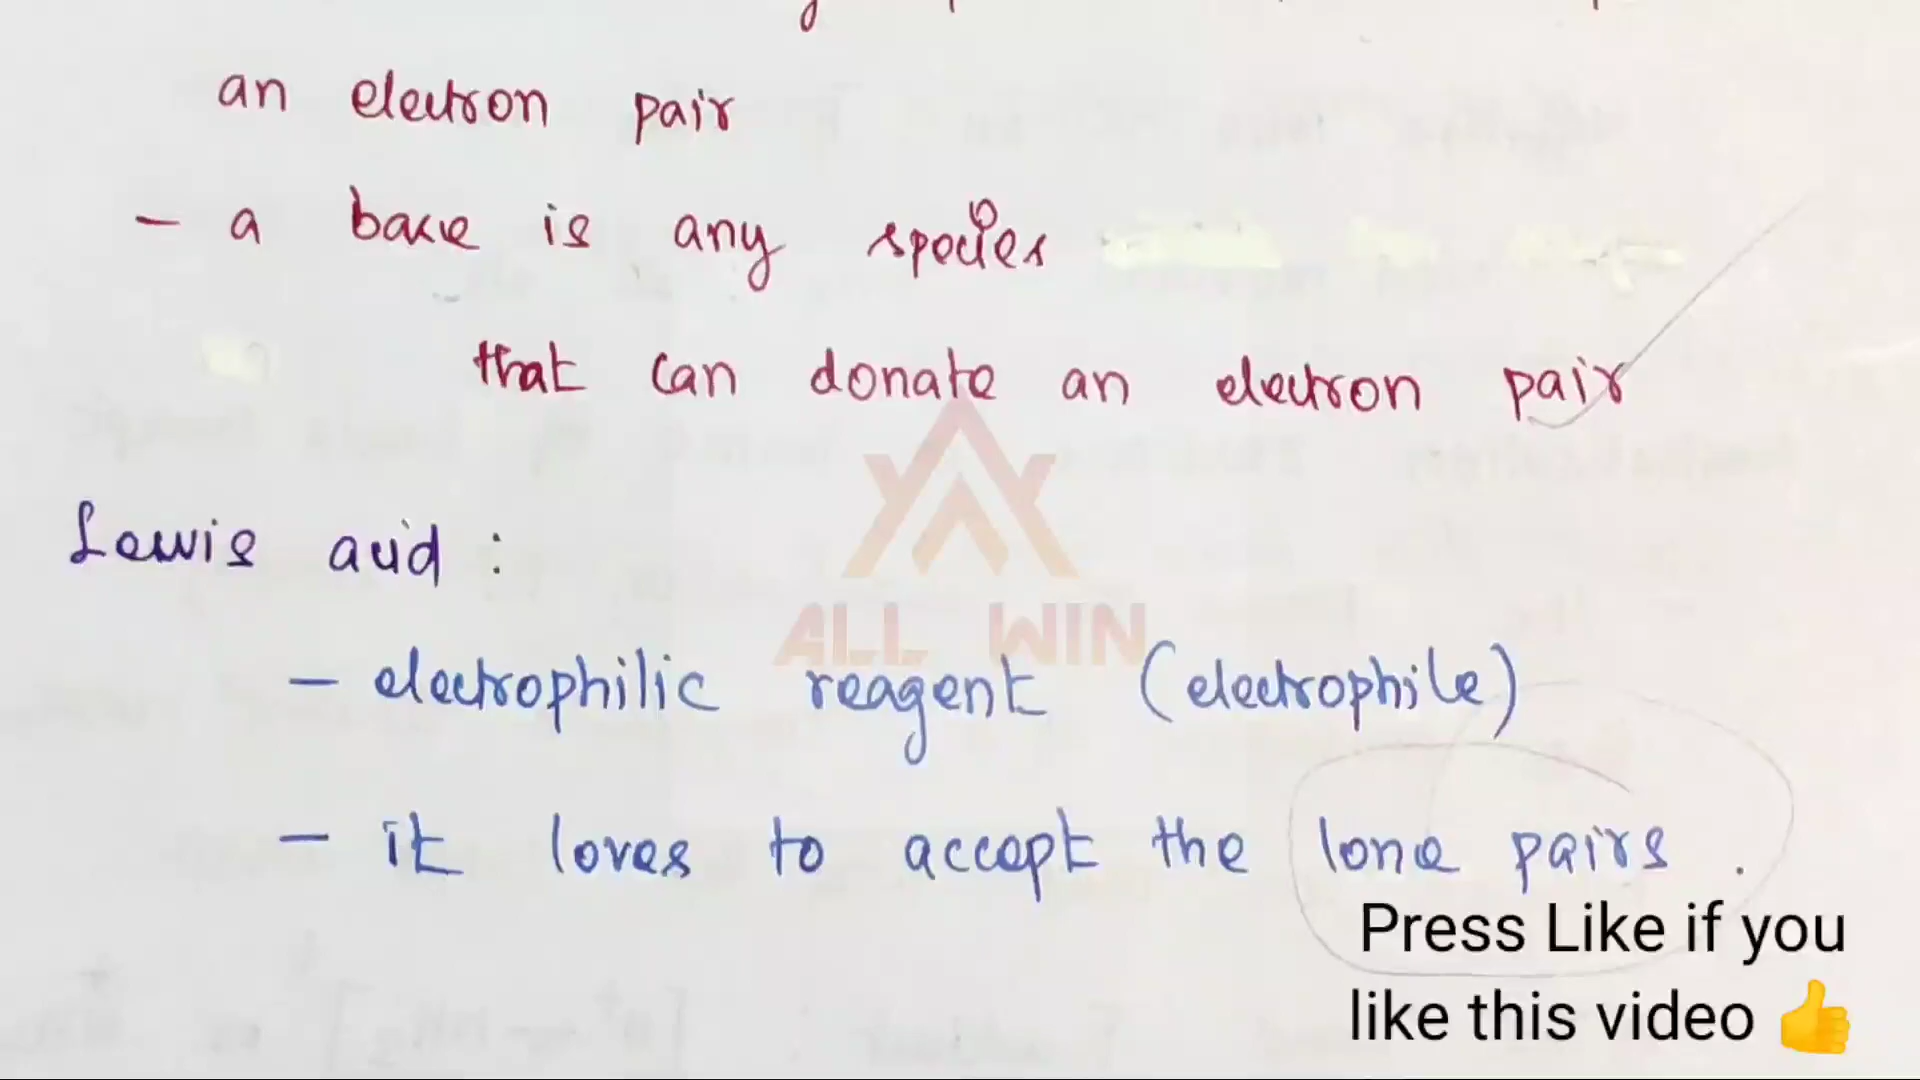 an electron pair
- a base is any species
that can donate an electron pair
Lewis acid :
ALL WIN
- electrophilic reagent (electrophile)
- it loves to accept the lone pairs .
Press Like if you
like this video 👍